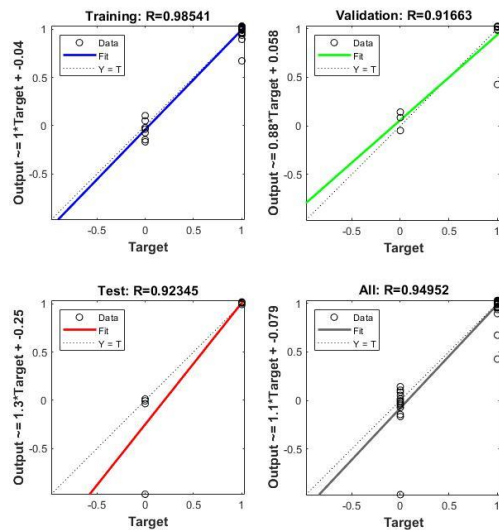 Training: R=0.98541
Output ~= 1*Target + -0.04
1
0.5
0
-0.5
Data
Fit
Y = T
-0.5
0
0.5
1
Target
Validation: R=0.91663
Output ~= 0.88*Target + 0.058
1
0.5
0
-0.5
Data
Fit
Y = T
-0.5
0
0.5
1
Target
Test: R=0.92345
Output ~= 1.3*Target + -0.25
1
0.5
0
-0.5
Data
Fit
Y = T
-0.5
0
0.5
1
Target
All: R=0.94952
Output ~= 1.1*Target + -0.079
1
0.5
0
-0.5
Data
Fit
Y = T
-0.5
0
0.5
1
Target